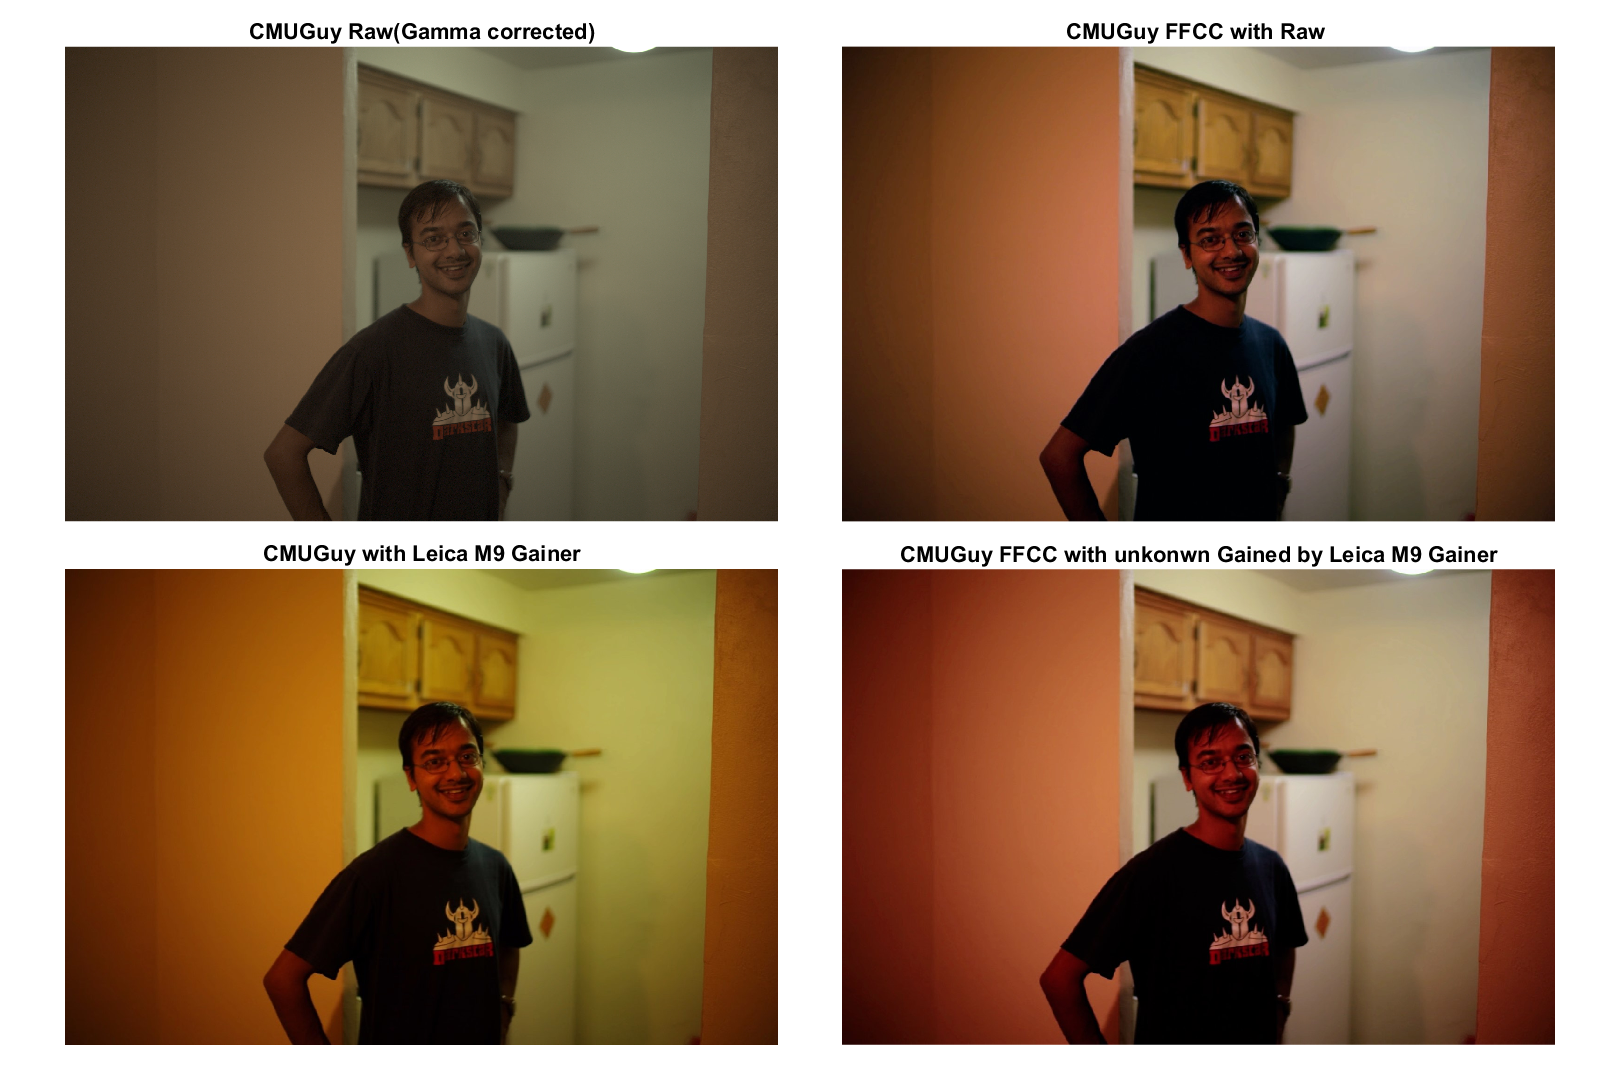 CMUGuy Raw(Gamma corrected)
CMUGuy FFCC with Raw
CMUGuy with Leica M9 Gainer
CMUGuy FFCC with unkonwn Gained by Leica M9 Gainer